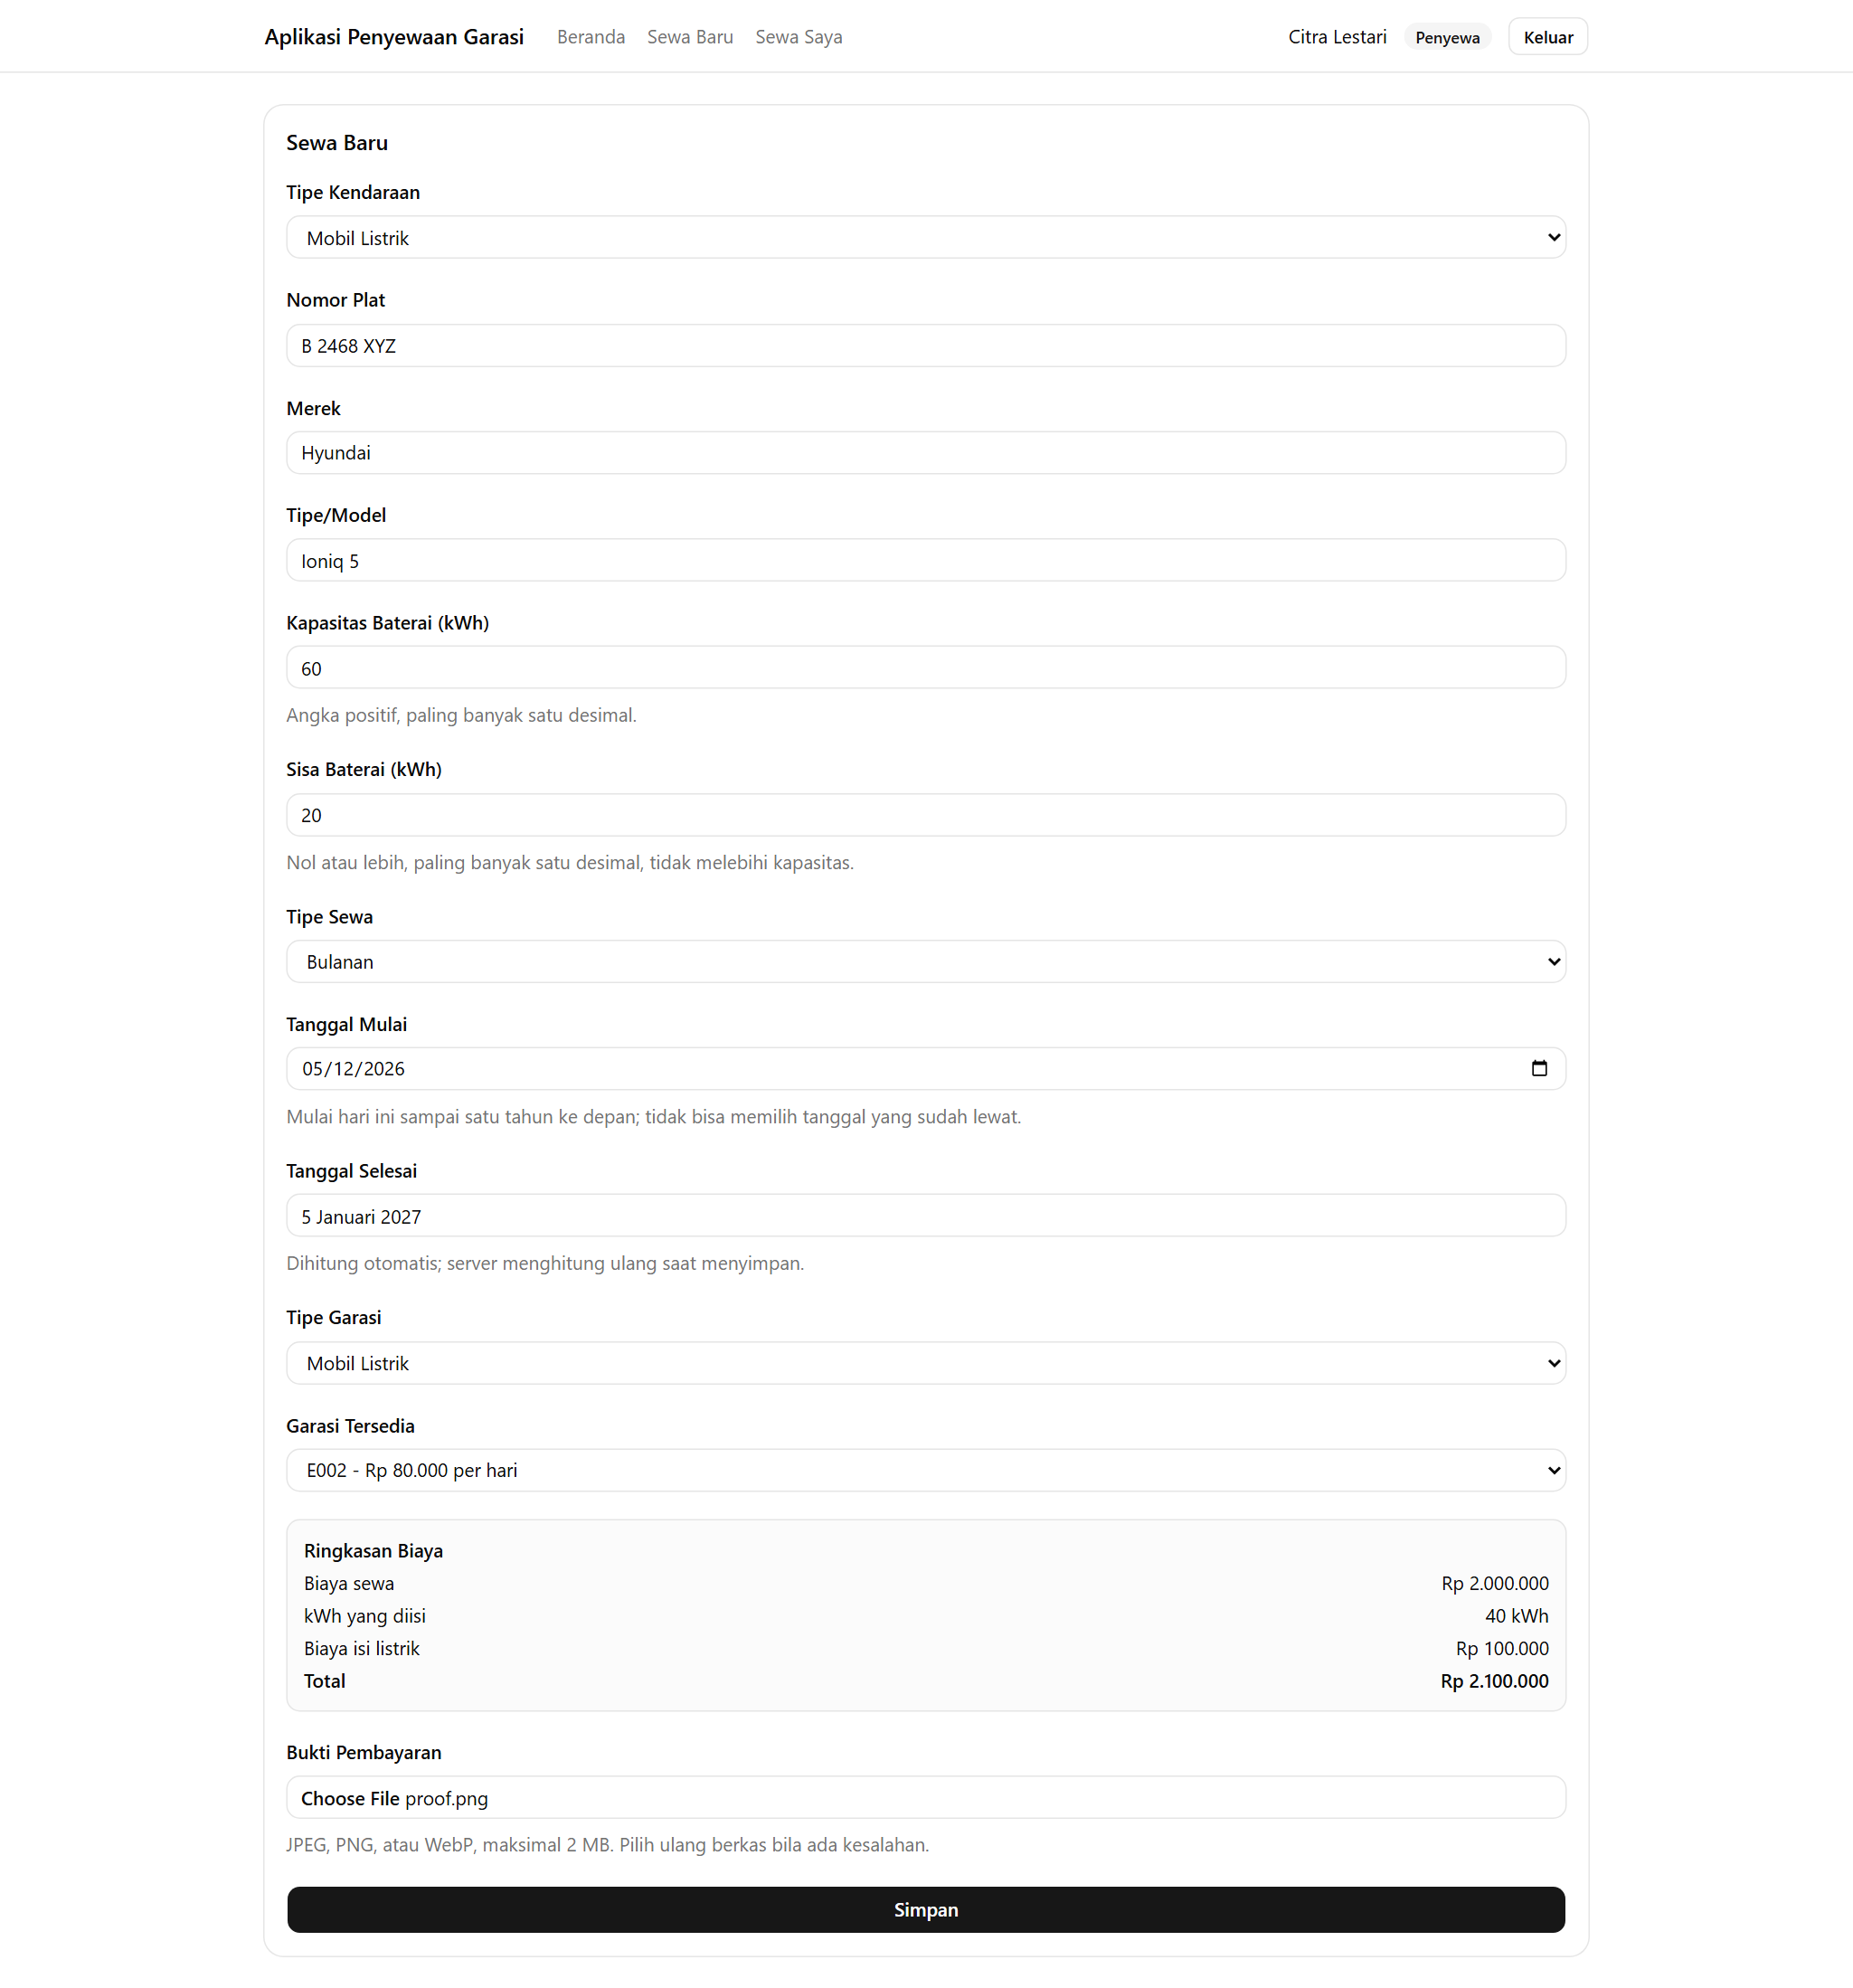 Aplikasi Penyewaan Garasi Beranda Sewa Baru Sewa Saya Citra Lestari Penyewa Keluar
Sewa Baru
Tipe Kendaraan
Mobil Listrik
Nomor Plat
B 2468 XYZ
Merek
Hyundai
Tipe/Model
Ioniq 5
Kapasitas Baterai (kWh)
60
Angka positif, paling banyak satu desimal.
Sisa Baterai (kWh)
20
Nol atau lebih, paling banyak satu desimal, tidak melebihi kapasitas.
Tipe Sewa
Bulanan
Tanggal Mulai
05/12/2026
Mulai hari ini sampai satu tahun ke depan; tidak bisa memilih tanggal yang sudah lewat.
Tanggal Selesai
5 Januari 2027
Dihitung otomatis; server menghitung ulang saat menyimpan.
Tipe Garasi
Mobil Listrik
Garasi Tersedia
E002 - Rp 80.000 per hari
Ringkasan Biaya
Biaya sewa Rp 2.000.000
kWh yang diisi 40 kWh
Biaya isi listrik Rp 100.000
Total Rp 2.100.000
Bukti Pembayaran
Choose File proof.png
JPEG, PNG, atau WebP, maksimal 2 MB. Pilih ulang berkas bila ada kesalahan.
Simpan